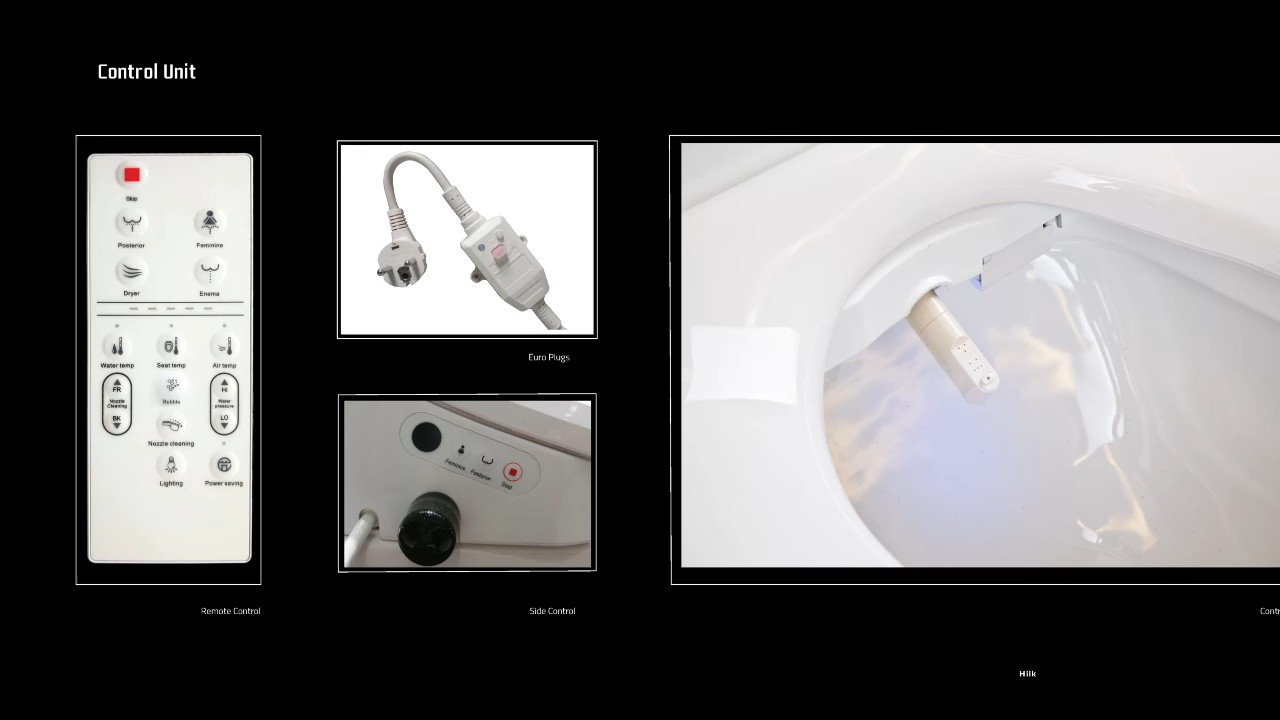 Control Unit
Stop
Posterior
Feminine
Dryer
Enema
Water temp
Seat temp
Air temp
FR
Nozzle
Cleaning
BK
Bubble
HI
Water
pressure
LO
Nozzle cleaning
Lighting
Power saving
Remote Control
Euro Plugs
Feminine
Posterior
Stop
Side Control
Contr
Hilk